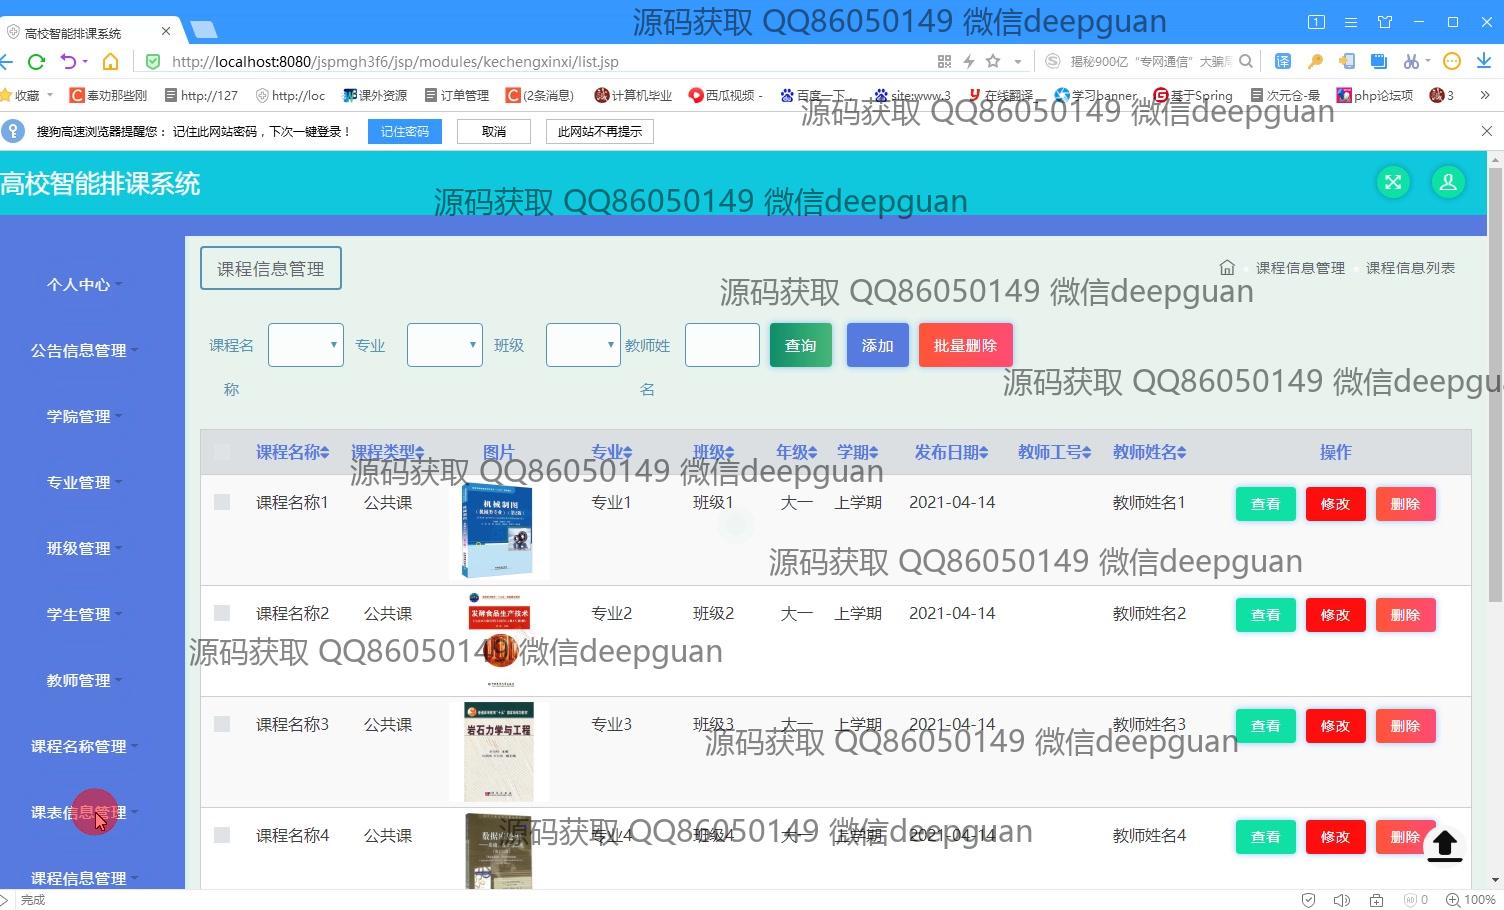 高校智能排课系统
源码获取 QQ86050149 微信deepguan
http://localhost:8080/jspmgh3f6/jsp/modules/kechengxinxi/list.jsp
揭秘900亿 “专网通信” 大骗局
收藏 奉劝那些刚 http://127 http://loc 课外资源 订单管理 (2条消息) 计算机毕业 西瓜视频 - 百度一下 site:www.3 在线翻译_ 学习banner. 基于Spring 次元仓-最 php论坛项 3 »
源码获取 QQ86050149 微信deepguan
搜狗高速浏览器提醒您： 记住此网站密码，下次一键登录！ 记住密码 取消 此网站不再提示
高校智能排课系统
源码获取 QQ86050149 微信deepguan
课程信息管理
课程信息管理 课程信息列表
源码获取 QQ86050149 微信deepguan
个人中心
公告信息管理
学院管理
专业管理
班级管理
学生管理
教师管理
课程名称管理
课表信息管理
课程信息管理
课程名称 专业 班级 教师姓名 查询 添加 批量删除
源码获取 QQ86050149 微信deepgu
课程名称 课程类型 图片 专业 班级 年级 学期 发布日期 教师工号 教师姓名 操作
源码获取 QQ86050149 微信deepguan
课程名称1 公共课 专业1 班级1 大一 上学期 2021-04-14 教师姓名1 查看 修改 删除
机械制图
源码获取 QQ86050149 微信deepguan
课程名称2 公共课 专业2 班级2 大一 上学期 2021-04-14 教师姓名2 查看 修改 删除
发酵食品生产技术
源码获取 QQ86050149 微信deepguan
课程名称3 公共课 专业3 班级3 大一 上学期 2021-04-14 教师姓名3 查看 修改 删除
岩石力学与工程
源码获取 QQ86050149 微信deepguan
课程名称4 公共课 专业4 班级4 大一 上学期 2021-04-14 教师姓名4 查看 修改 删除
源码获取 QQ86050149 微信deepguan
完成
0 100%